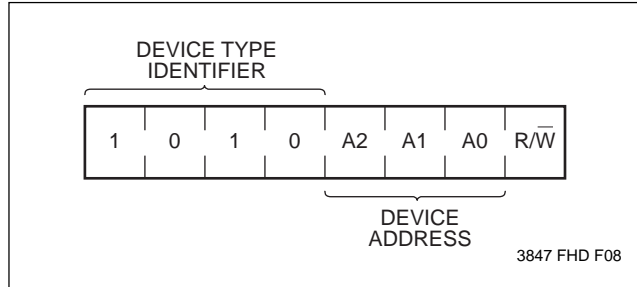 DEVICE TYPE
IDENTIFIER
1 0 1 0 A2 A1 A0 R/W̅
DEVICE
ADDRESS
3847 FHD F08